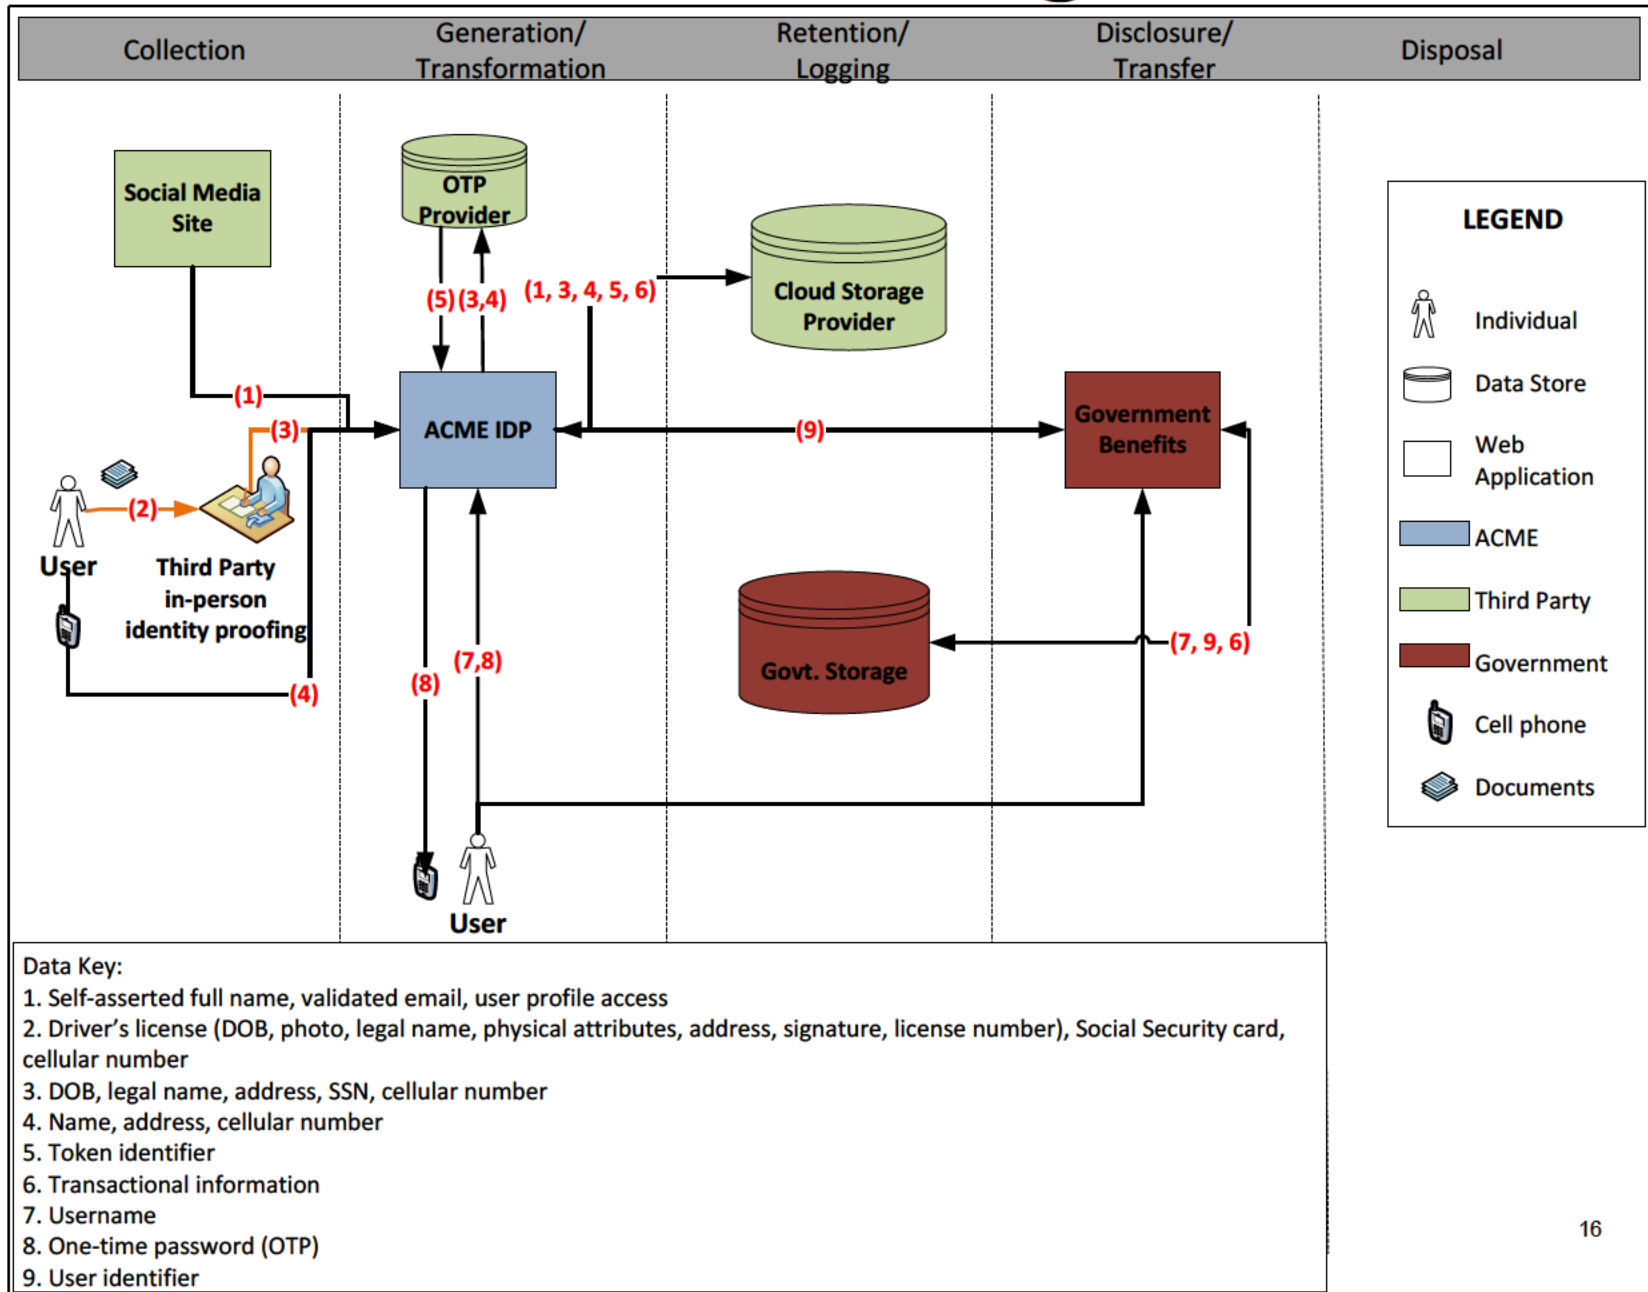 Collection
Generation/
Transformation
Retention/
Logging
Disclosure/
Transfer
Disposal
Social Media
Site
OTP
Provider
(5)
(3,4)
(1, 3, 4, 5, 6)
Cloud Storage
Provider
(1)
(3)
ACME IDP
(9)
Government
Benefits
(2)
User
Third Party
in-person
identity proofing
(4)
(8)
(7,8)
Govt. Storage
(7, 9, 6)
User
LEGEND
Individual
Data Store
Web
Application
ACME
Third Party
Government
Cell phone
Documents
Data Key:
1. Self-asserted full name, validated email, user profile access
2. Driver's license (DOB, photo, legal name, physical attributes, address, signature, license number), Social Security card,
cellular number
3. DOB, legal name, address, SSN, cellular number
4. Name, address, cellular number
5. Token identifier
6. Transactional information
7. Username
8. One-time password (OTP)
9. User identifier
16